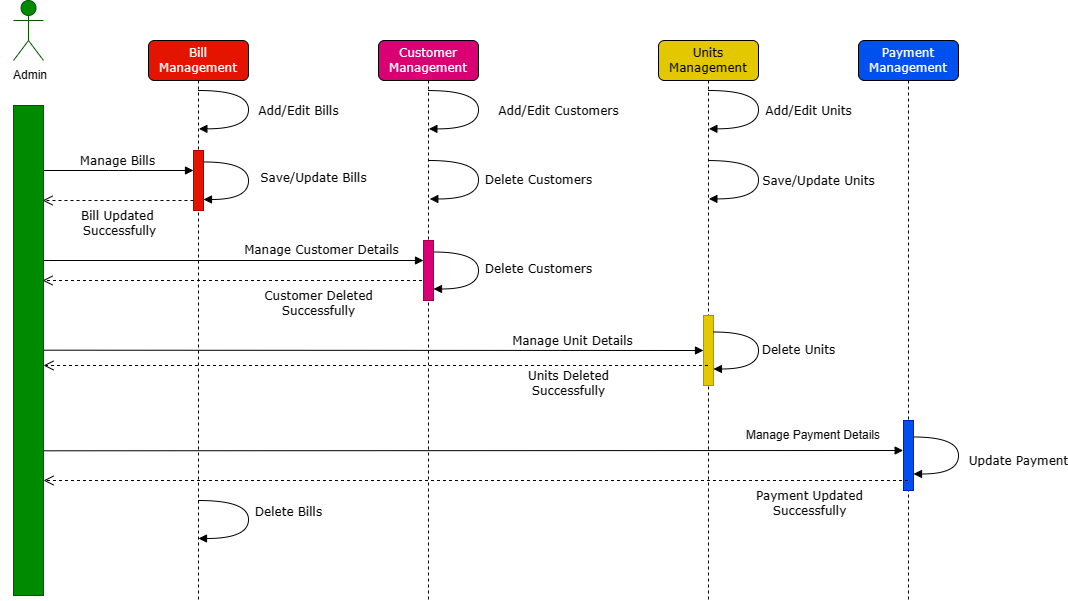 Admin
Bill
Management
Customer
Management
Units
Management
Payment
Management
Add/Edit Bills
Add/Edit Customers
Add/Edit Units
Manage Bills
Save/Update Bills
Delete Customers
Save/Update Units
Bill Updated
Successfully
Manage Customer Details
Delete Customers
Customer Deleted
Successfully
Manage Unit Details
Delete Units
Units Deleted
Successfully
Manage Payment Details
Update Payment
Payment Updated
Successfully
Delete Bills